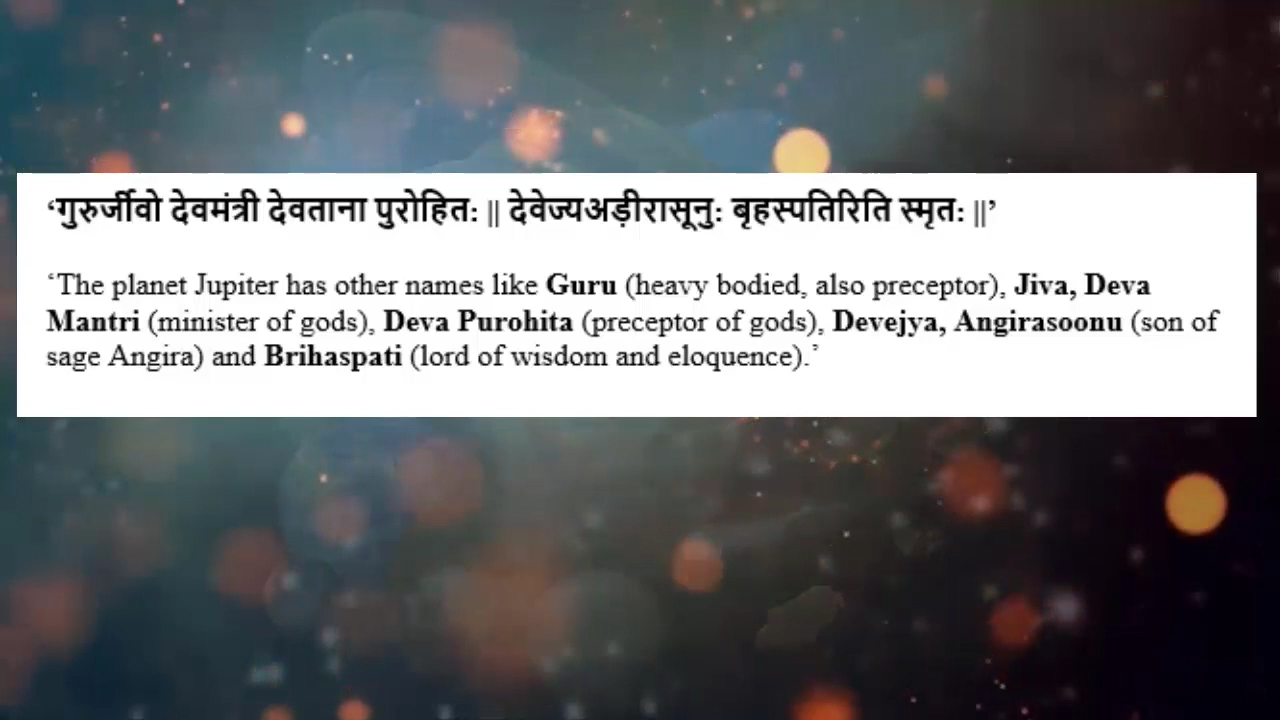 ‘गुरुर्जीवो देवमंत्री देवताना पुरोहितः || देवेज्यअड़ीरासूनुः बृहस्पतिरिति स्मृतः ||’
‘The planet Jupiter has other names like Guru (heavy bodied, also preceptor), Jiva, Deva
Mantri (minister of gods), Deva Purohita (preceptor of gods), Devejya, Angirasoonu (son of
sage Angira) and Brihaspati (lord of wisdom and eloquence).’